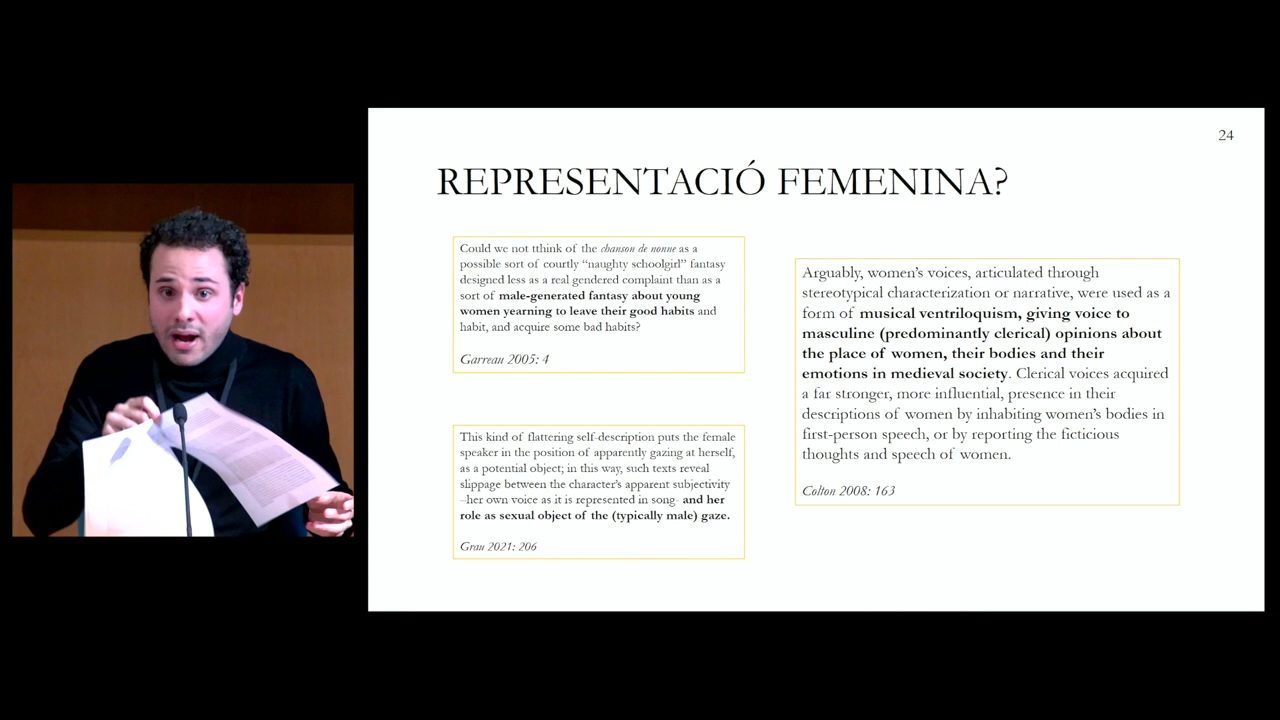 24
REPRESENTACIÓ FEMENINA?
Could we not tthink of the chanson de nonne as a
possible sort of courtly “naughty schoolgirl” fantasy
designed less as a real gendered complaint than as a
sort of male-generated fantasy about young
women yearning to leave their good habits and
habit, and acquire some bad habits?
Garreau 2005: 4
This kind of flattering self-description puts the female
speaker in the position of apparently gazing at herself,
as a potential object; in this way, such texts reveal
slippage between the character’s apparent subjectivity
–her own voice as it is represented in song- and her
role as sexual object of the (typically male) gaze.
Grau 2021: 206
Arguably, women’s voices, articulated through
stereotypical characterization or narrative, were used as a
form of musical ventriloquism, giving voice to
masculine (predominantly clerical) opinions about
the place of women, their bodies and their
emotions in medieval society. Clerical voices acquired
a far stronger, more influential, presence in their
descriptions of women by inhabiting women’s bodies in
first-person speech, or by reporting the ficticious
thoughts and speech of women.
Colton 2008: 163